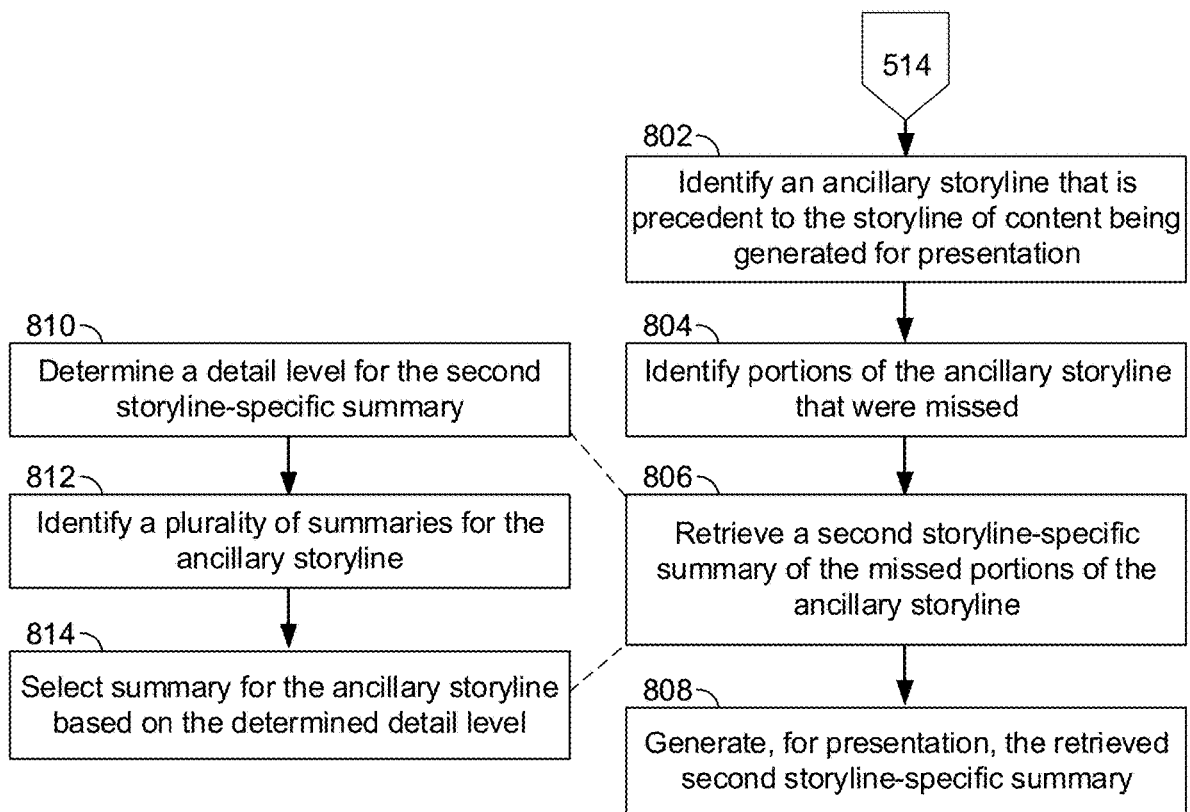 514
802
Identify an ancillary storyline that is
precedent to the storyline of content being
generated for presentation
804
Identify portions of the ancillary storyline
that were missed
806
Retrieve a second storyline-specific
summary of the missed portions of the
ancillary storyline
808
Generate, for presentation, the retrieved
second storyline-specific summary
810
Determine a detail level for the second
storyline-specific summary
812
Identify a plurality of summaries for the
ancillary storyline
814
Select summary for the ancillary storyline
based on the determined detail level